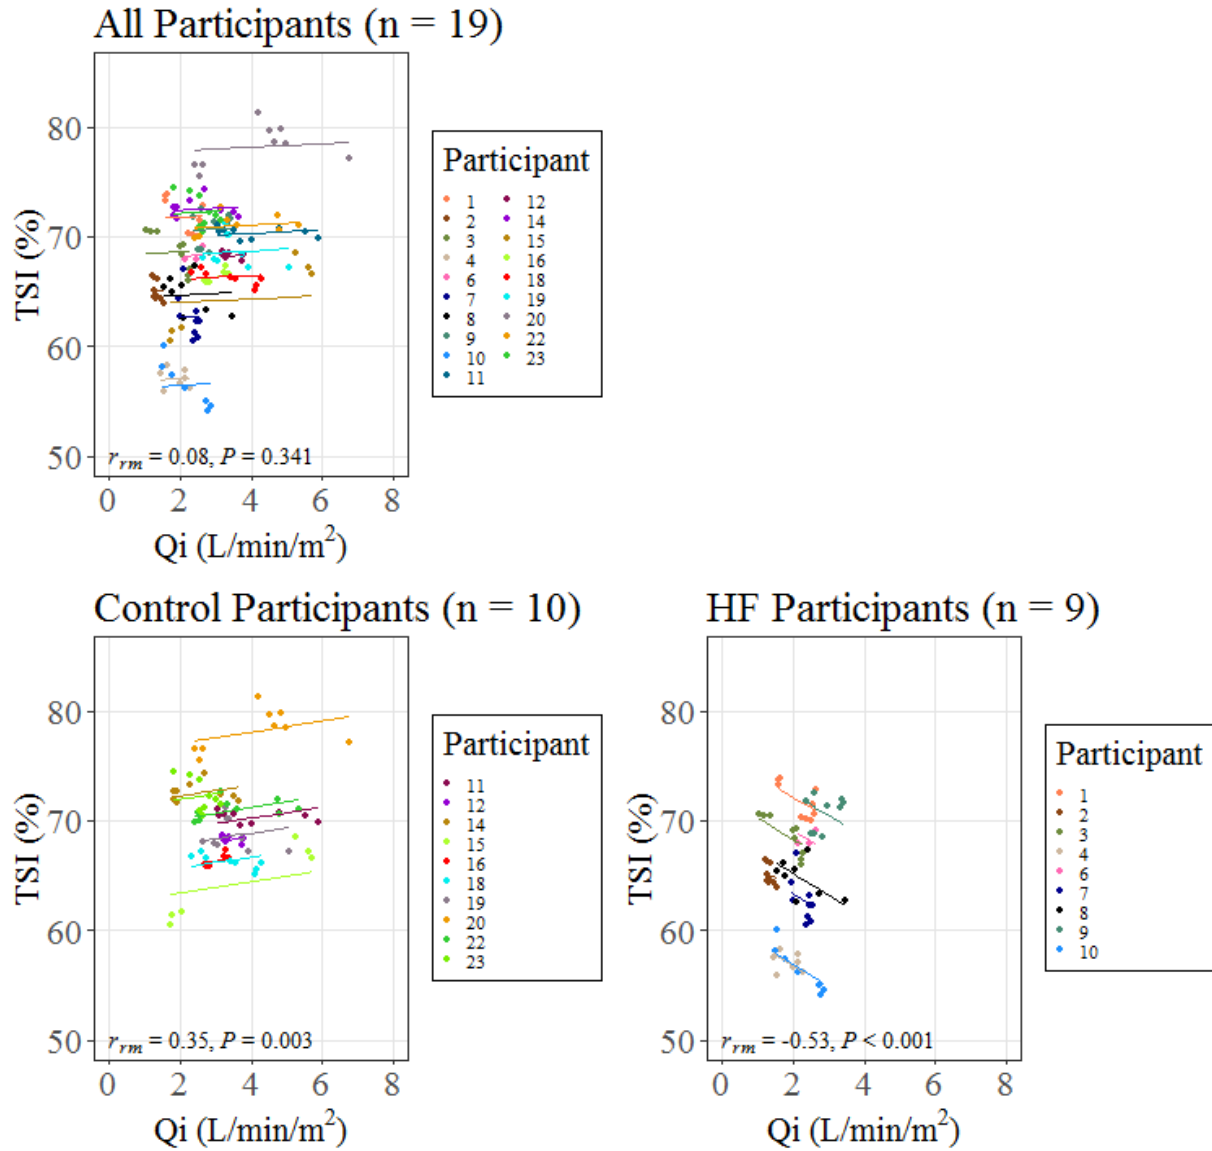 All Participants (n = 19)
TSI (%)
80
70
60
50
r_rm = 0.08, P = 0.341
0 2 4 6 8
Qi (L/min/m²)
Participant
1 12
2 14
3 15
4 16
6 18
7 19
8 20
9 22
10 23
11
Control Participants (n = 10)
TSI (%)
80
70
60
50
r_rm = 0.35, P = 0.003
0 2 4 6 8
Qi (L/min/m²)
Participant
11
12
14
15
16
18
19
20
22
23
HF Participants (n = 9)
TSI (%)
80
70
60
50
r_rm = -0.53, P < 0.001
0 2 4 6 8
Qi (L/min/m²)
Participant
1
2
3
4
6
7
8
9
10